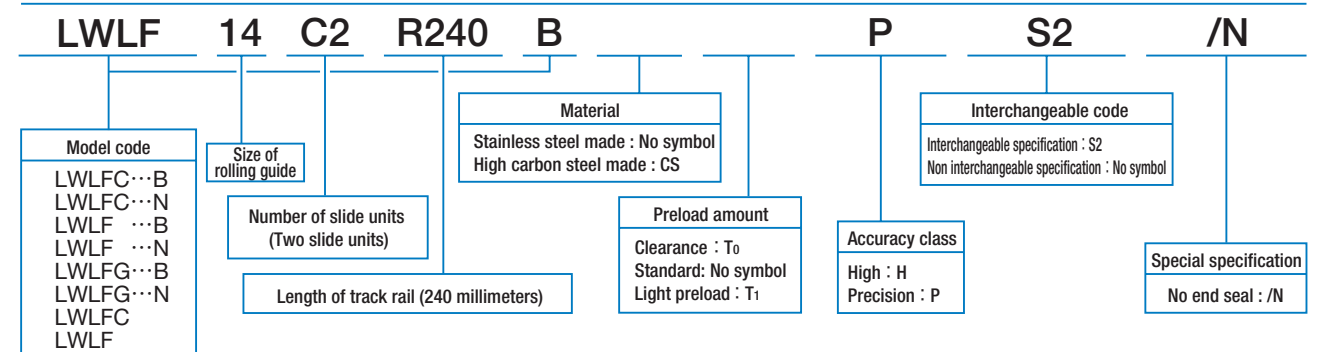 LWLF 14 C2 R240 B P S2 /N
Model code
LWLFC⋯B
LWLFC⋯N
LWLF ⋯B
LWLF ⋯N
LWLFG⋯B
LWLFG⋯N
LWLFC
LWLF
Size of
rolling guide
Number of slide units
(Two slide units)
Length of track rail (240 millimeters)
Material
Stainless steel made : No symbol
High carbon steel made : CS
Preload amount
Clearance : T₀
Standard: No symbol
Light preload : T₁
Accuracy class
High : H
Precision : P
Interchangeable code
Interchangeable specification : S2
Non interchangeable specification : No symbol
Special specification
No end seal : /N